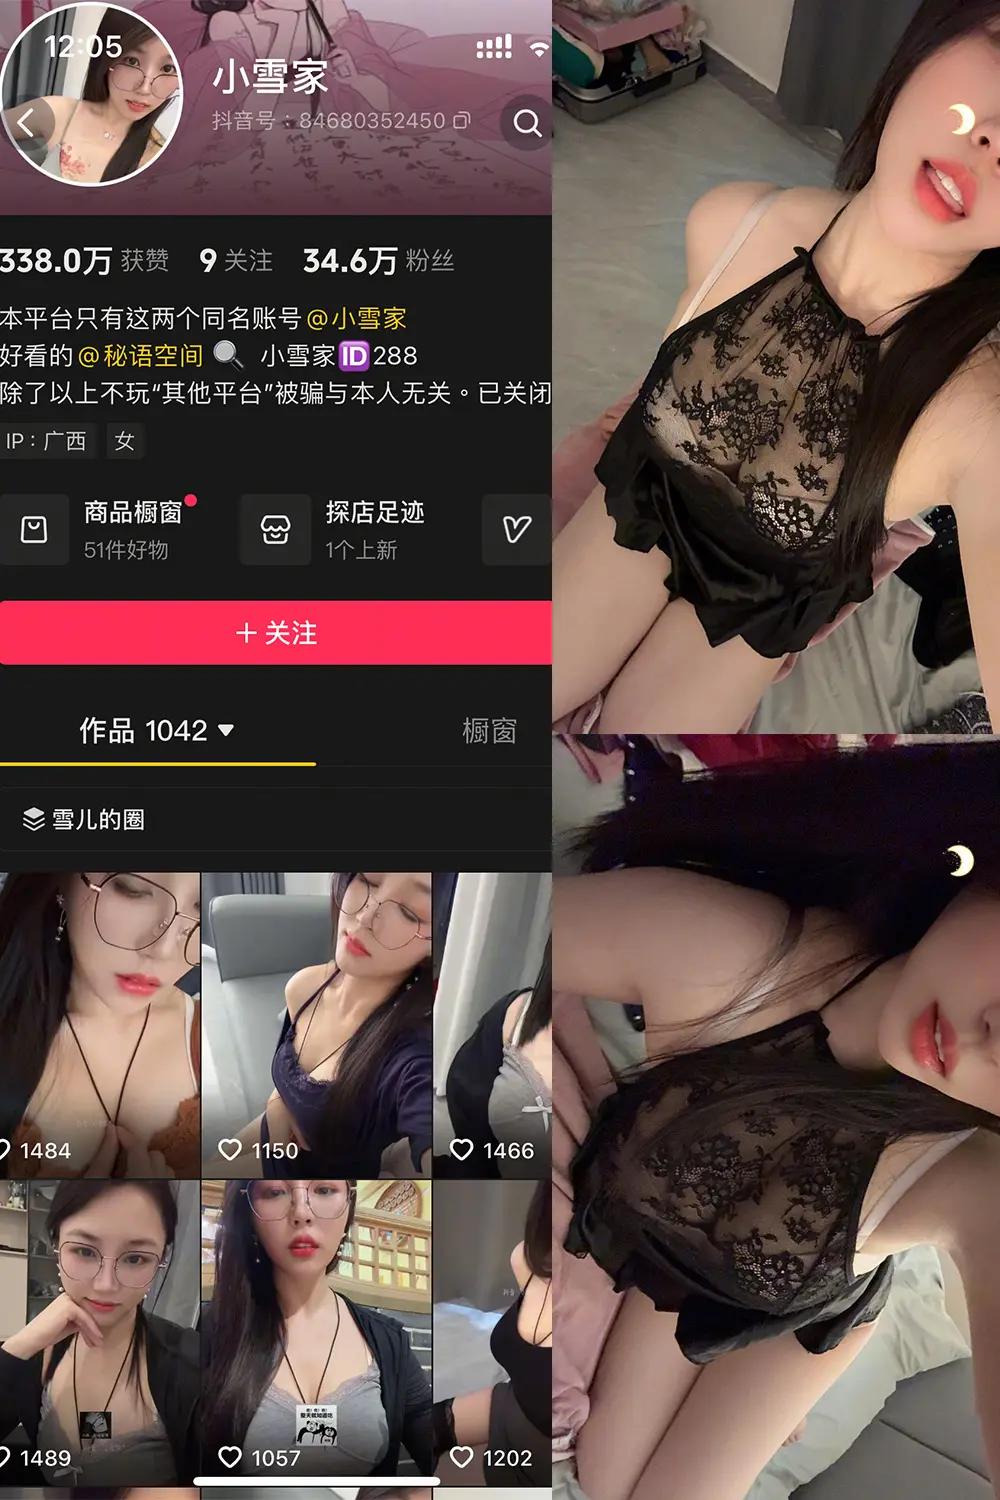 12:05
小雪家
抖音号：84680352450
338.0万 获赞 9 关注 34.6万 粉丝
本平台只有这两个同名账号@小雪家
好看的@秘语空间🔍 小雪家🆔288
除了以上不玩“其他平台”被骗与本人无关。已关闭
IP：广西 女
商品橱窗
51件好物
探店足迹
1个上新
+ 关注
作品 1042 ▼
橱窗
雪儿的圈
1484
1150
1466
1489
1057
1202